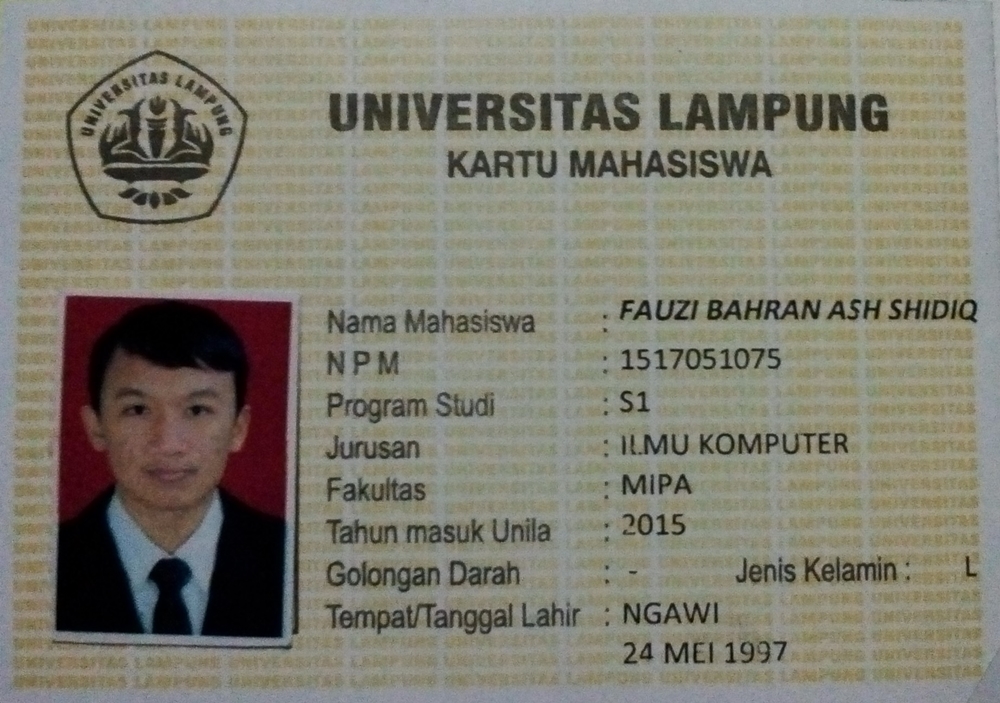 UNIVERSITAS LAMPUNG
UNIVERSITAS LAMPUNG
KARTU MAHASISWA
Nama Mahasiswa : FAUZI BAHRAN ASH SHIDIQ
N P M : 1517051075
Program Studi : S1
Jurusan : ILMU KOMPUTER
Fakultas : MIPA
Tahun masuk Unila : 2015
Golongan Darah : - Jenis Kelamin : L
Tempat/Tanggal Lahir : NGAWI
24 MEI 1997